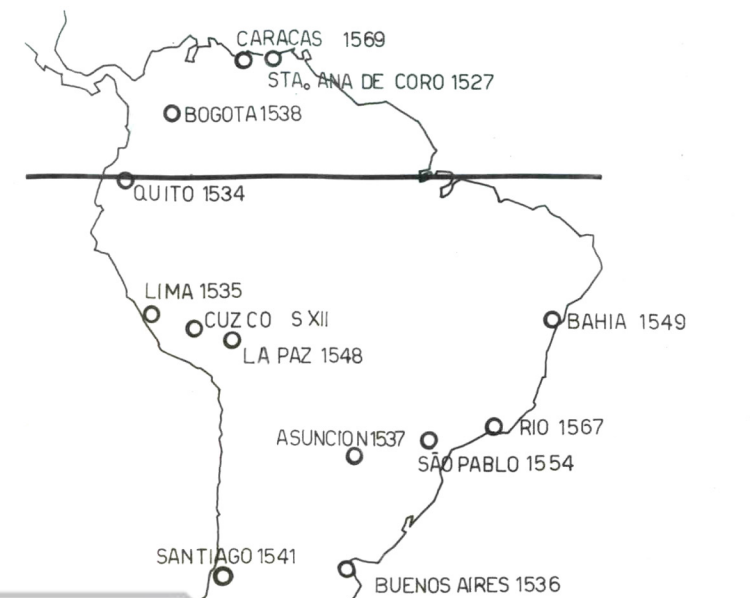 CARACAS 1569
STA. ANA DE CORO 1527
BOGOTA 1538
QUITO 1534
LIMA 1535
CUZCO S XII
LA PAZ 1548
BAHIA 1549
RIO 1567
ASUNCION 1537
SÃO PABLO 1554
SANTIAGO 1541
BUENOS AIRES 1536